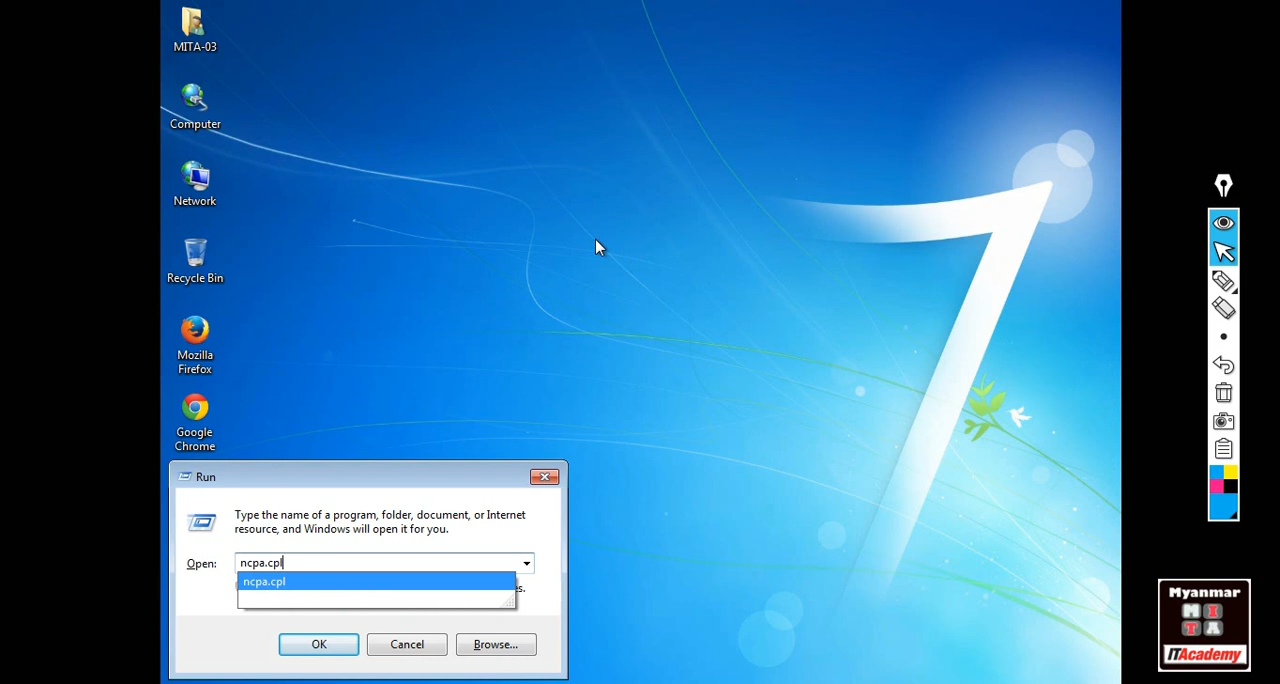 MITA-03
Computer
Network
Recycle Bin
Mozilla
Firefox
Google
Chrome
Run
Type the name of a program, folder, document, or Internet
resource, and Windows will open it for you.
Open:
ncpa.cpl
ncpa.cpl
es.
OK
Cancel
Browse...
7
Myanmar
M I
T A
ITAcademy